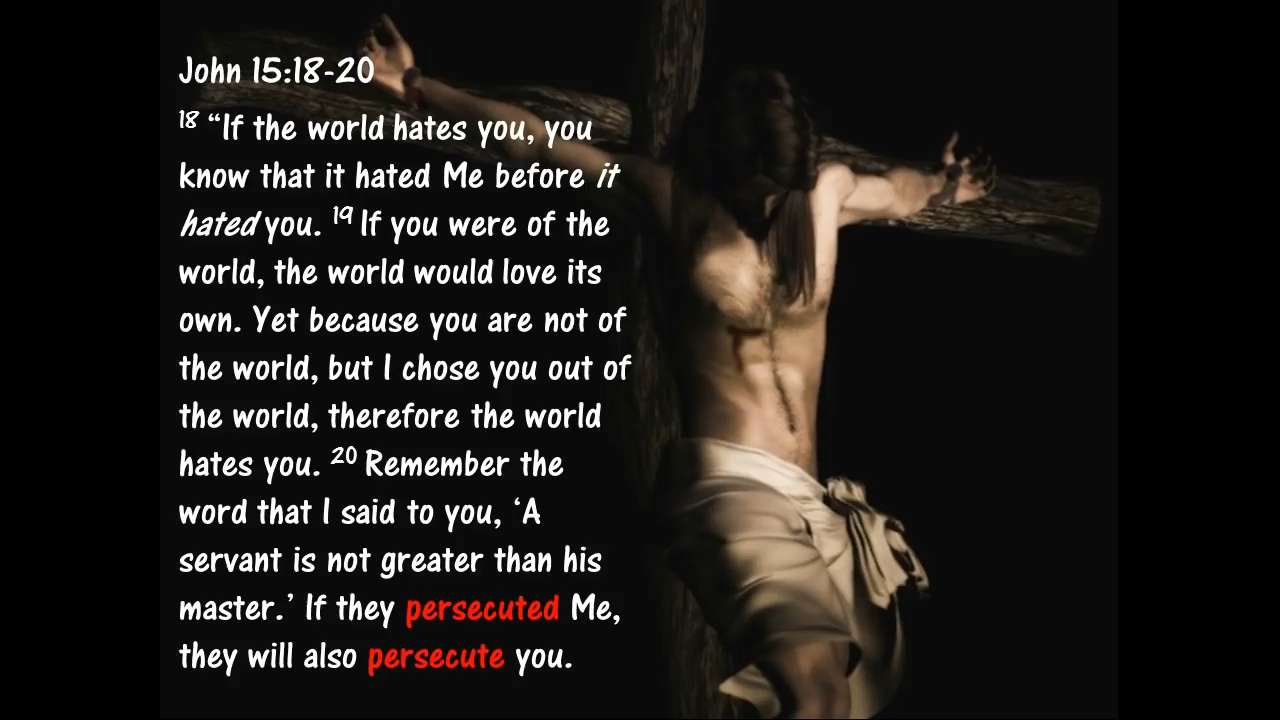 John 15:18-20
18 “If the world hates you, you
know that it hated Me before it
hated you. 19 If you were of the
world, the world would love its
own. Yet because you are not of
the world, but I chose you out of
the world, therefore the world
hates you. 20 Remember the
word that I said to you, ‘A
servant is not greater than his
master.’ If they persecuted Me,
they will also persecute you.